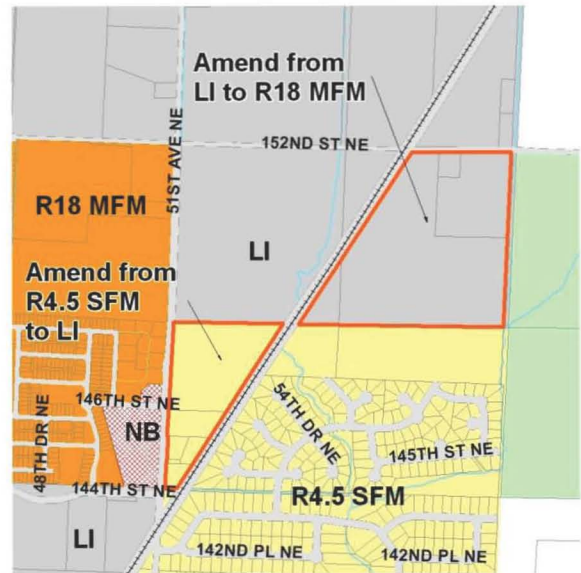 Amend from
LI to R18 MFM
152ND ST NE
51ST AVE NE
R18 MFM
LI
Amend from
R4.5 SFM
to LI
146TH ST NE
NB
54TH DR NE
48TH DR NE
145TH ST NE
144TH ST NE
R4.5 SFM
LI
142ND PL NE
142ND PL NE